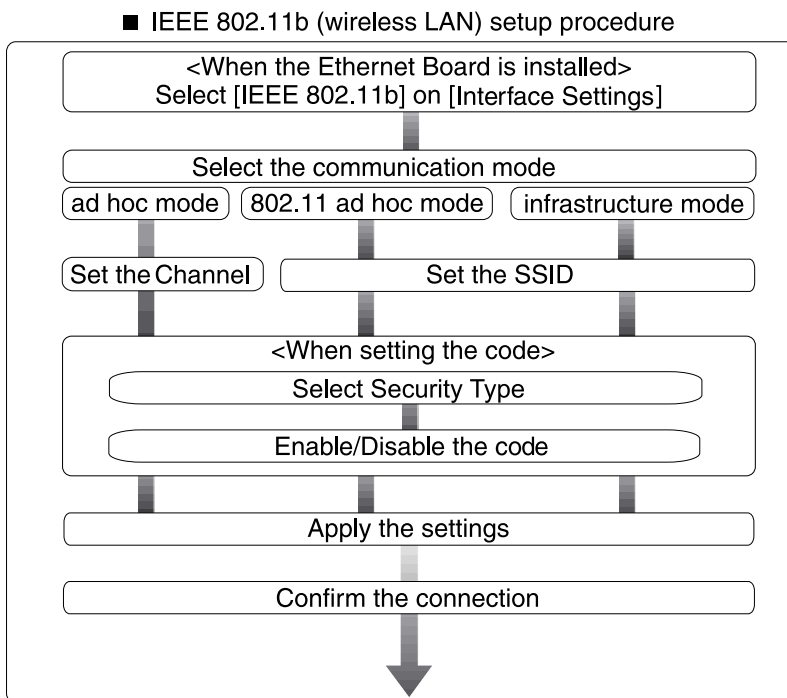 ■ IEEE 802.11b (wireless LAN) setup procedure
<When the Ethernet Board is installed>
Select [IEEE 802.11b] on [Interface Settings]
Select the communication mode
ad hoc mode
802.11 ad hoc mode
infrastructure mode
Set the Channel
Set the SSID
<When setting the code>
Select Security Type
Enable/Disable the code
Apply the settings
Confirm the connection